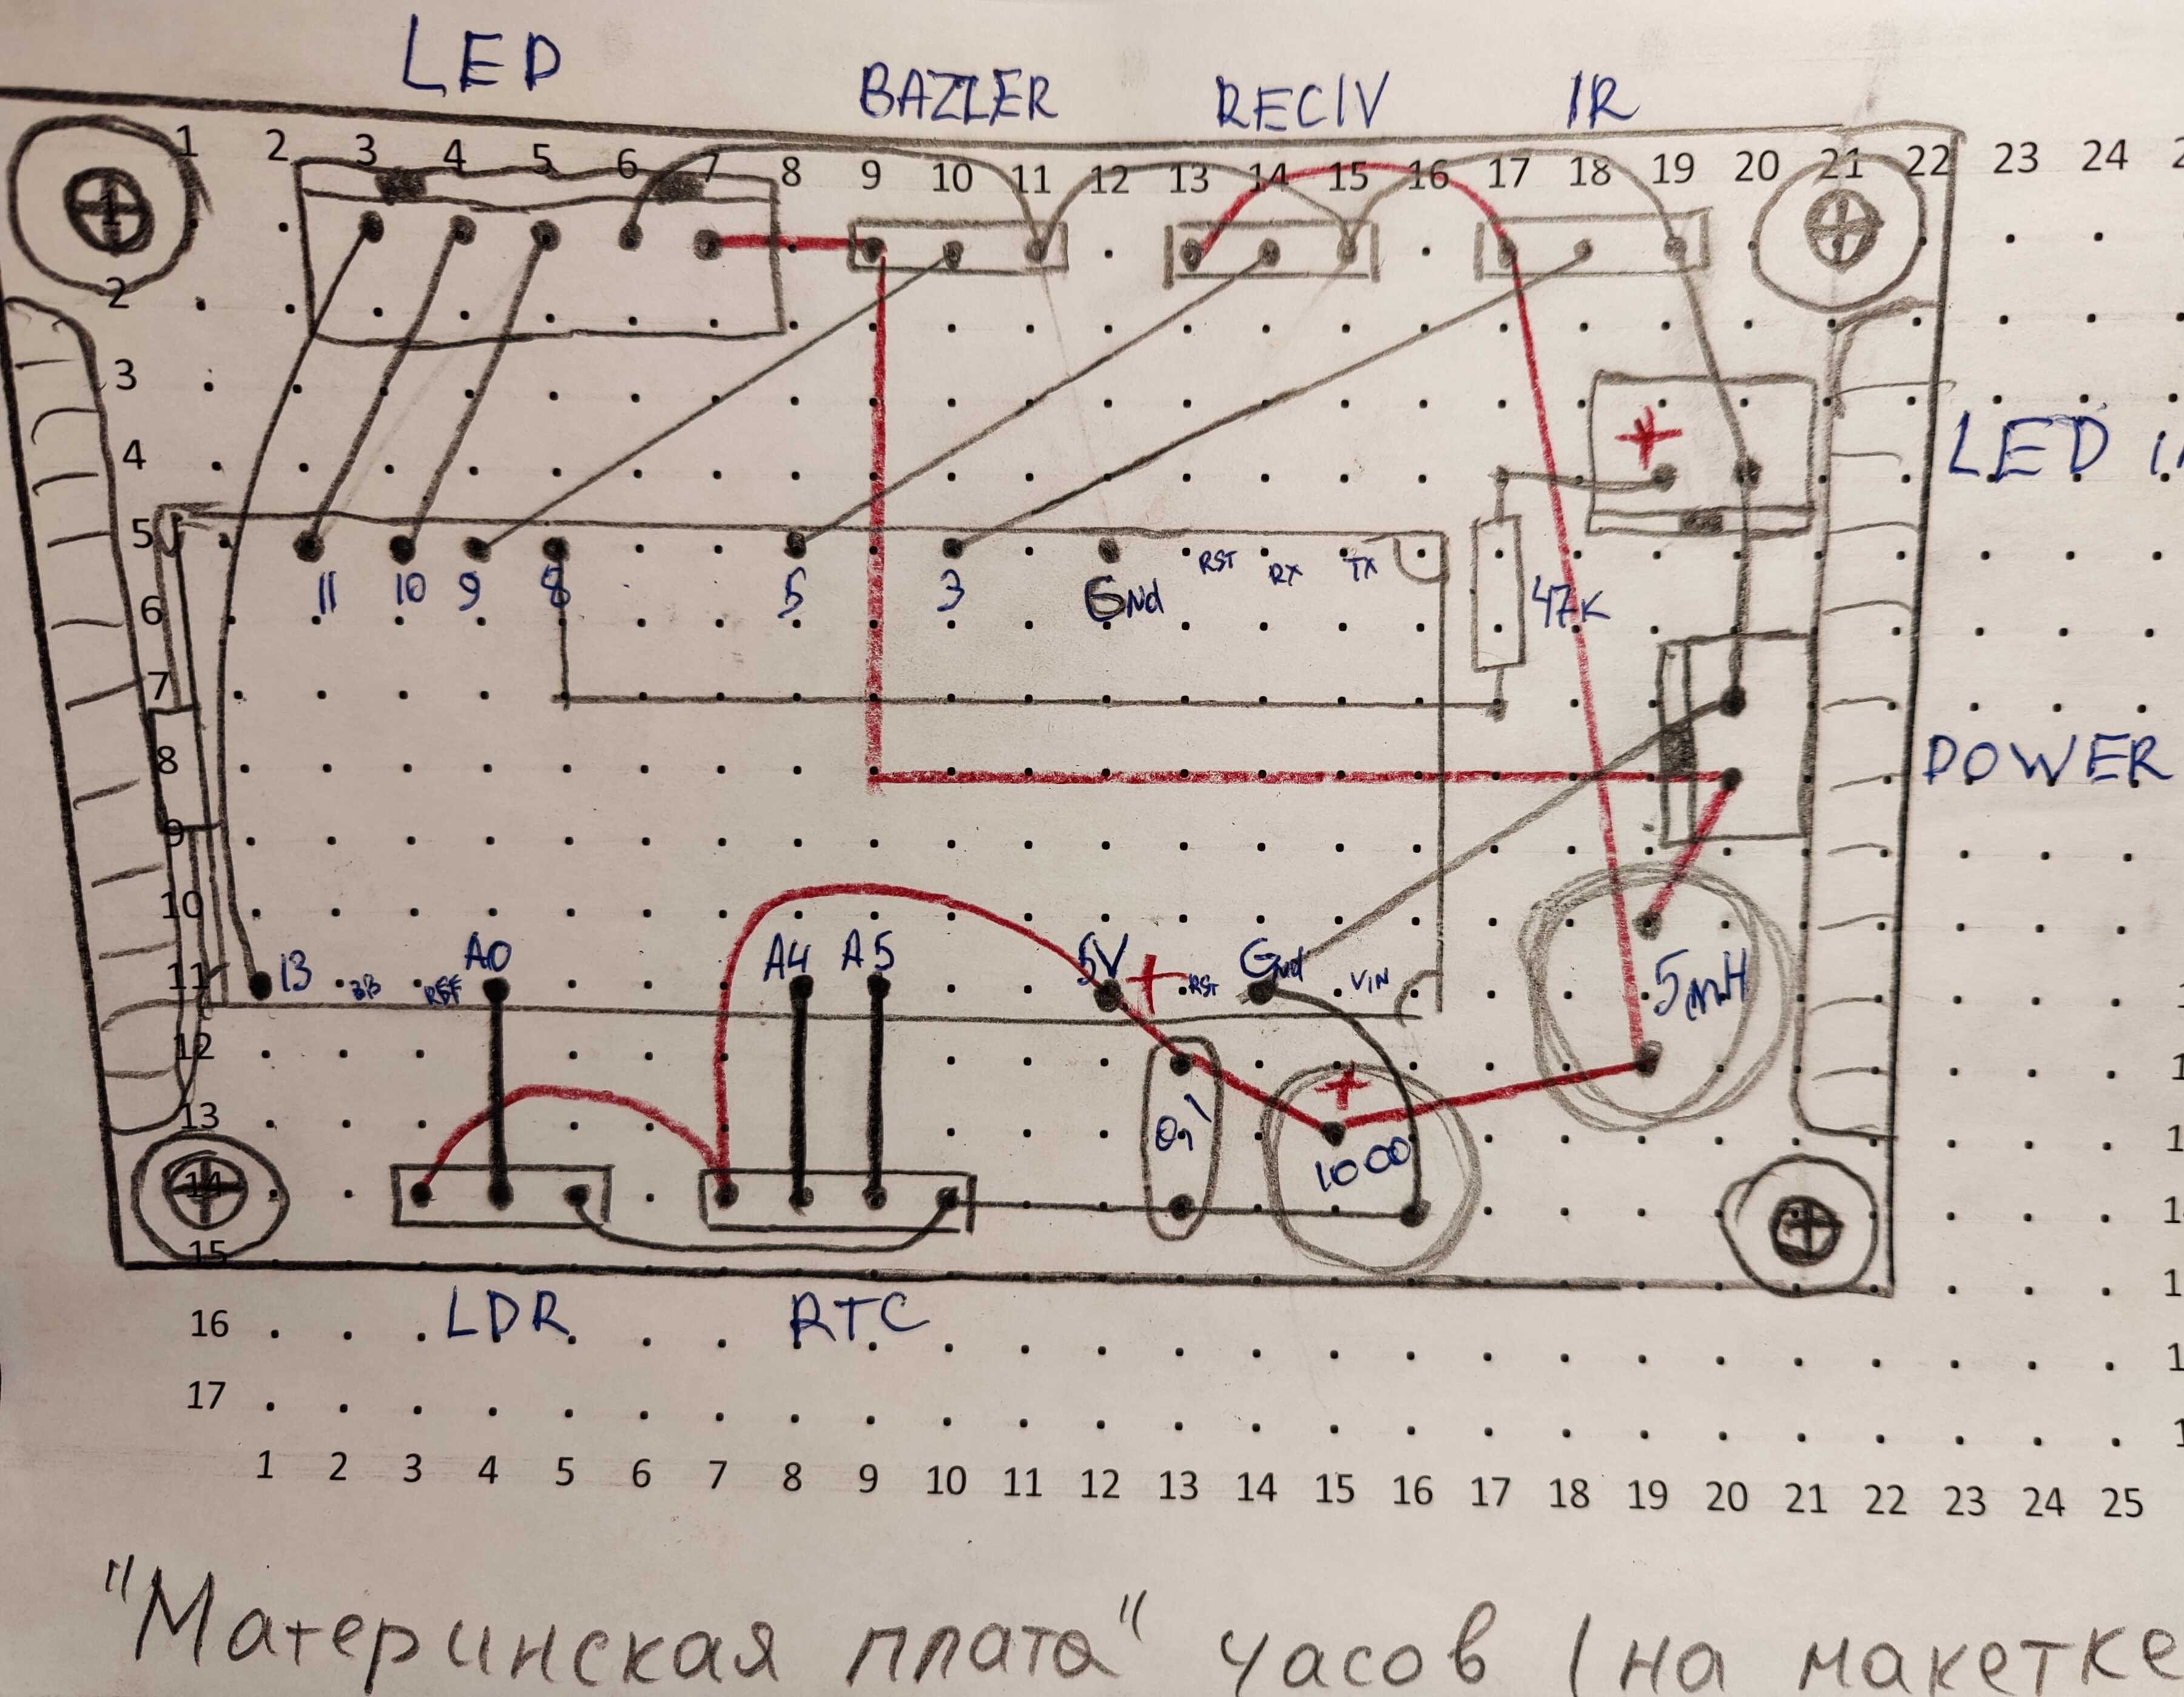 LED
BAZZER RECIV IR
1 2 3 4 5 6 7 8 9 10 11 12 13 14 15 16 17 18 19 20 21 22 23 24
1
2
3
4
+
LED
5
11 10 9 8 5 3 GNd RST RX TX
6
47K
7
8
POWER
9
10
11
13 3.3 REF A0 A4 A5 5V + RST Gnd VIN
5mH
12
+
13
0,1
1000
14
15
LDR RTC
16
17
1 2 3 4 5 6 7 8 9 10 11 12 13 14 15 16 17 18 19 20 21 22 23 24 25
"Материнская плата" часов (на макетке